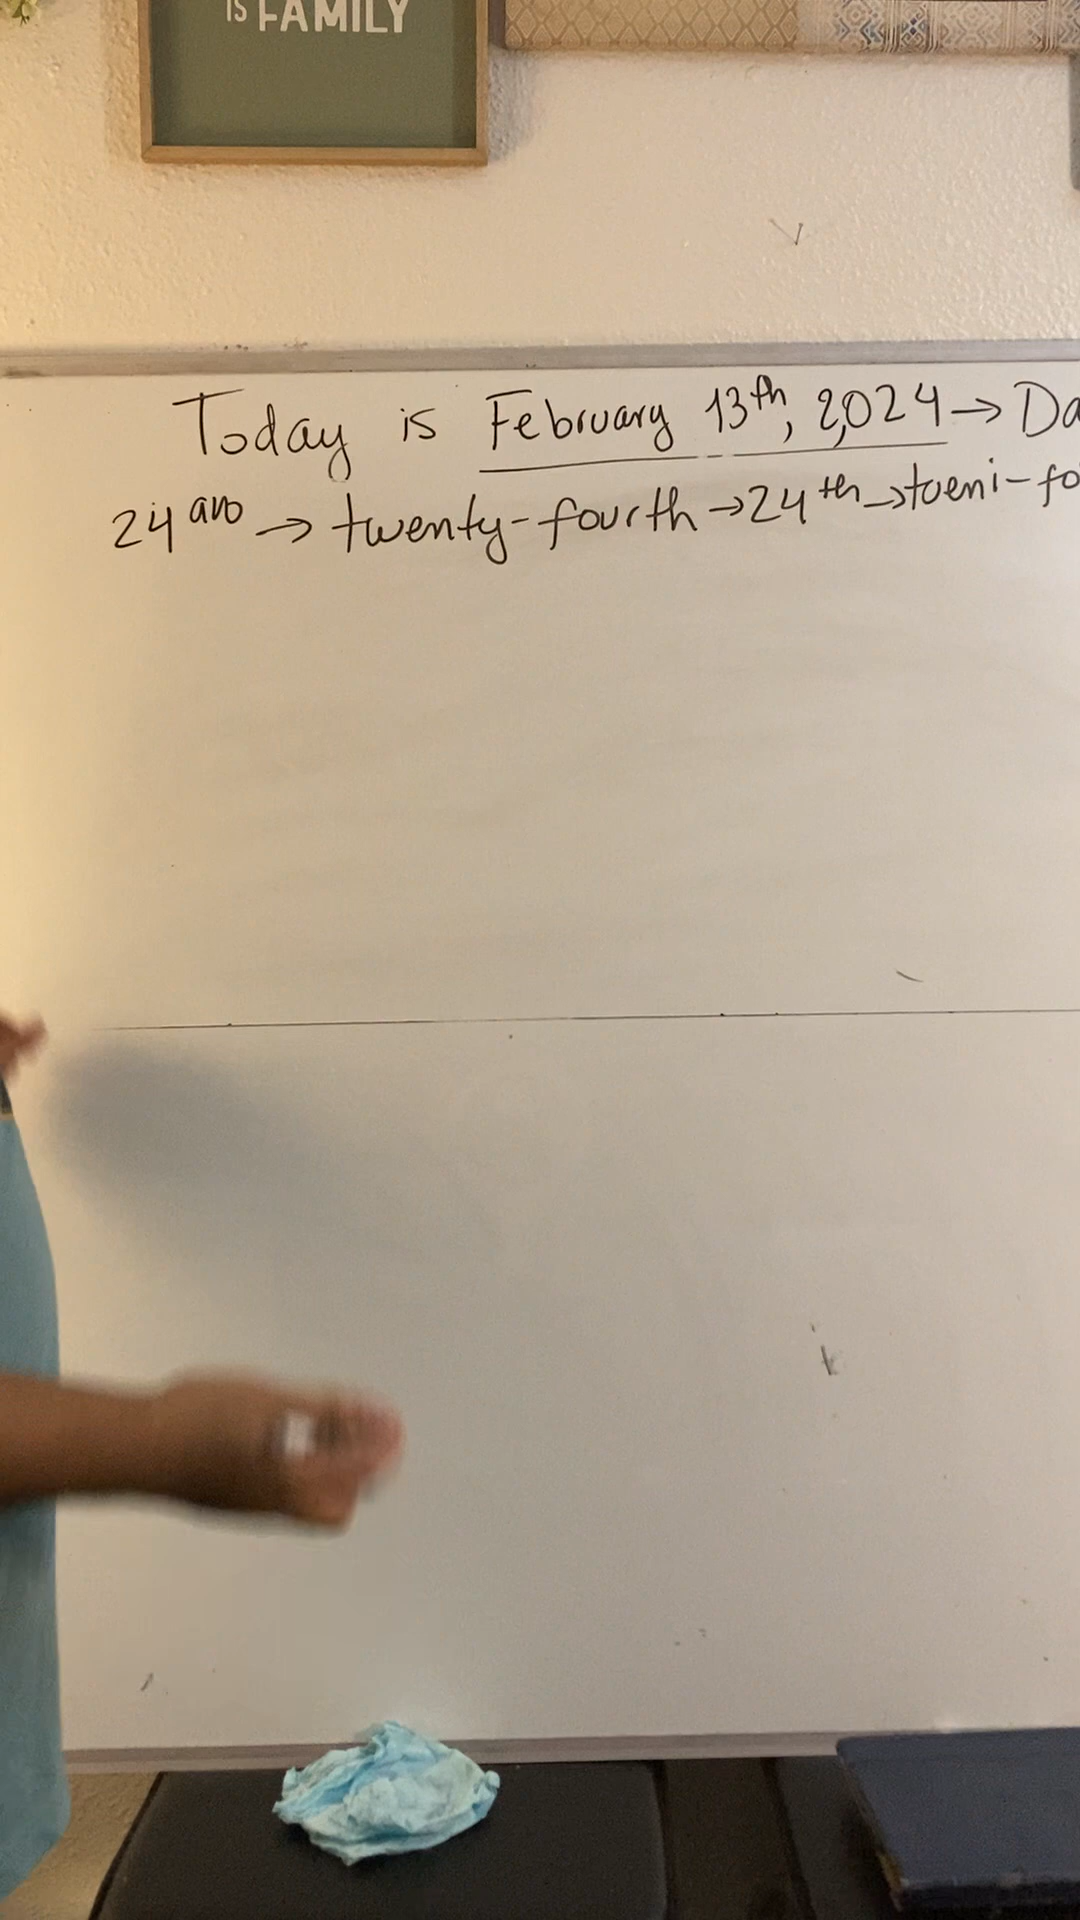 IS FAMILY
Today is February 13th, 2,024 → Da
24 avo → twenty-fourth → 24th → tueni-fo